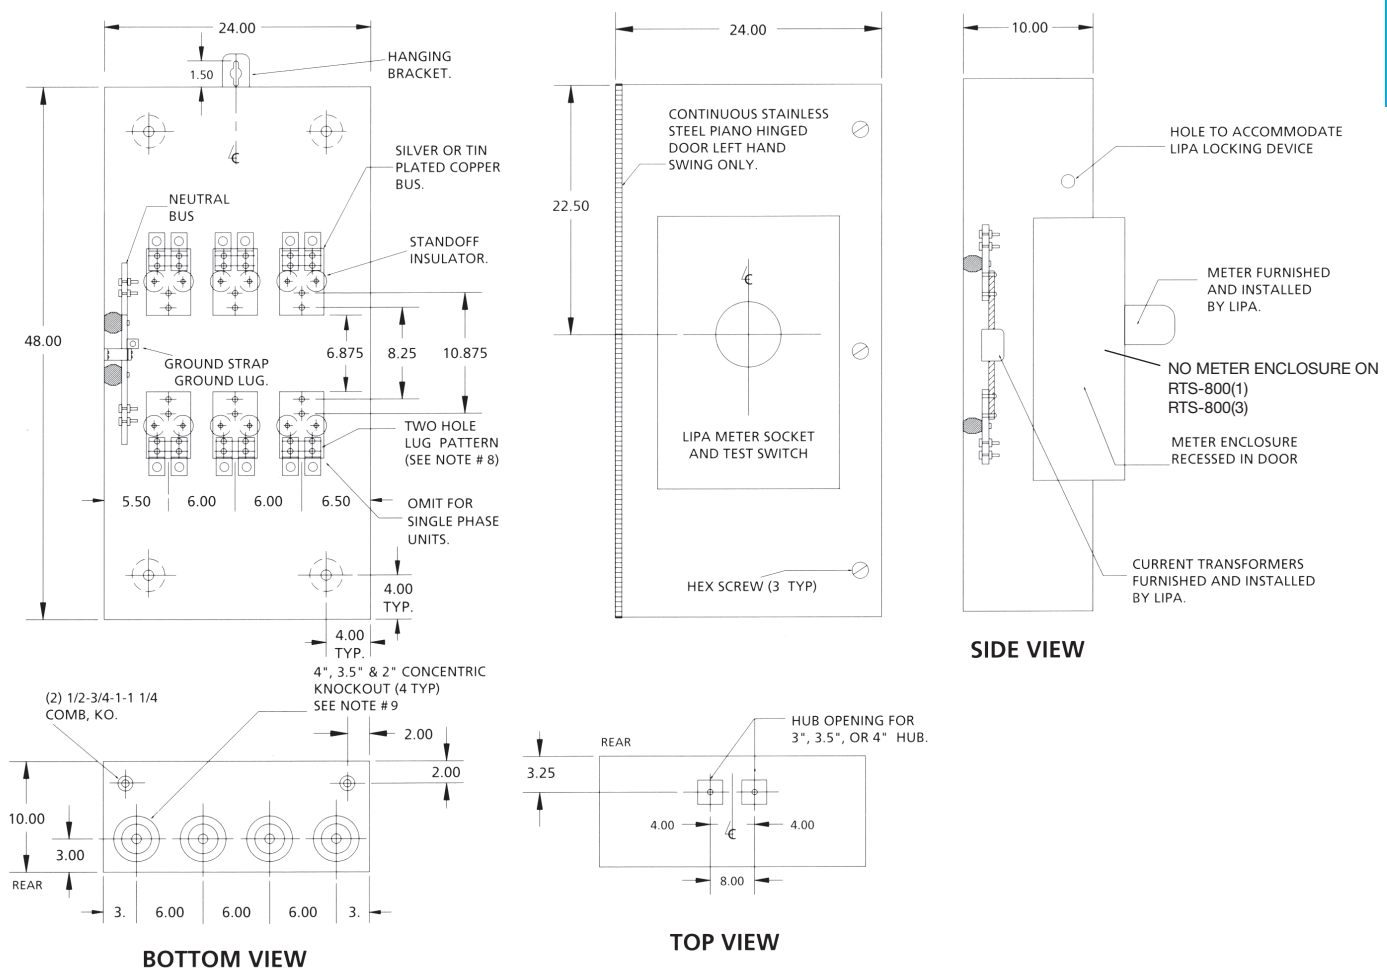 24.00
HANGING
BRACKET.
1.50
48.00
SILVER OR TIN
PLATED COPPER
BUS.
NEUTRAL
BUS
STANDOFF
INSULATOR.
GROUND STRAP
GROUND LUG.
6.875
8.25
10.875
TWO HOLE
LUG PATTERN
(SEE NOTE # 8)
5.50
6.00
6.00
6.50
OMIT FOR
SINGLE PHASE
UNITS.
4.00
TYP.
4.00
TYP.
24.00
CONTINUOUS STAINLESS
STEEL PIANO HINGED
DOOR LEFT HAND
SWING ONLY.
22.50
LIPA METER SOCKET
AND TEST SWITCH
HEX SCREW (3 TYP)
10.00
HOLE TO ACCOMMODATE
LIPA LOCKING DEVICE
METER FURNISHED
AND INSTALLED
BY LIPA.
NO METER ENCLOSURE ON
RTS-800(1)
RTS-800(3)
METER ENCLOSURE
RECESSED IN DOOR
CURRENT TRANSFORMERS
FURNISHED AND INSTALLED
BY LIPA.
SIDE VIEW
4", 3.5" & 2" CONCENTRIC
KNOCKOUT (4 TYP)
SEE NOTE # 9
(2) 1/2-3/4-1-1 1/4
COMB, KO.
2.00
2.00
10.00
3.00
REAR
3.
6.00
6.00
6.00
3.
BOTTOM VIEW
HUB OPENING FOR
3", 3.5", OR 4" HUB.
REAR
3.25
4.00
4.00
8.00
TOP VIEW